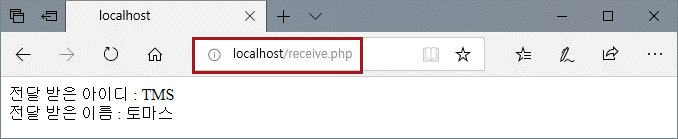 localhost
localhost/receive.php
전달 받은 아이디 : TMS
전달 받은 이름 : 토마스